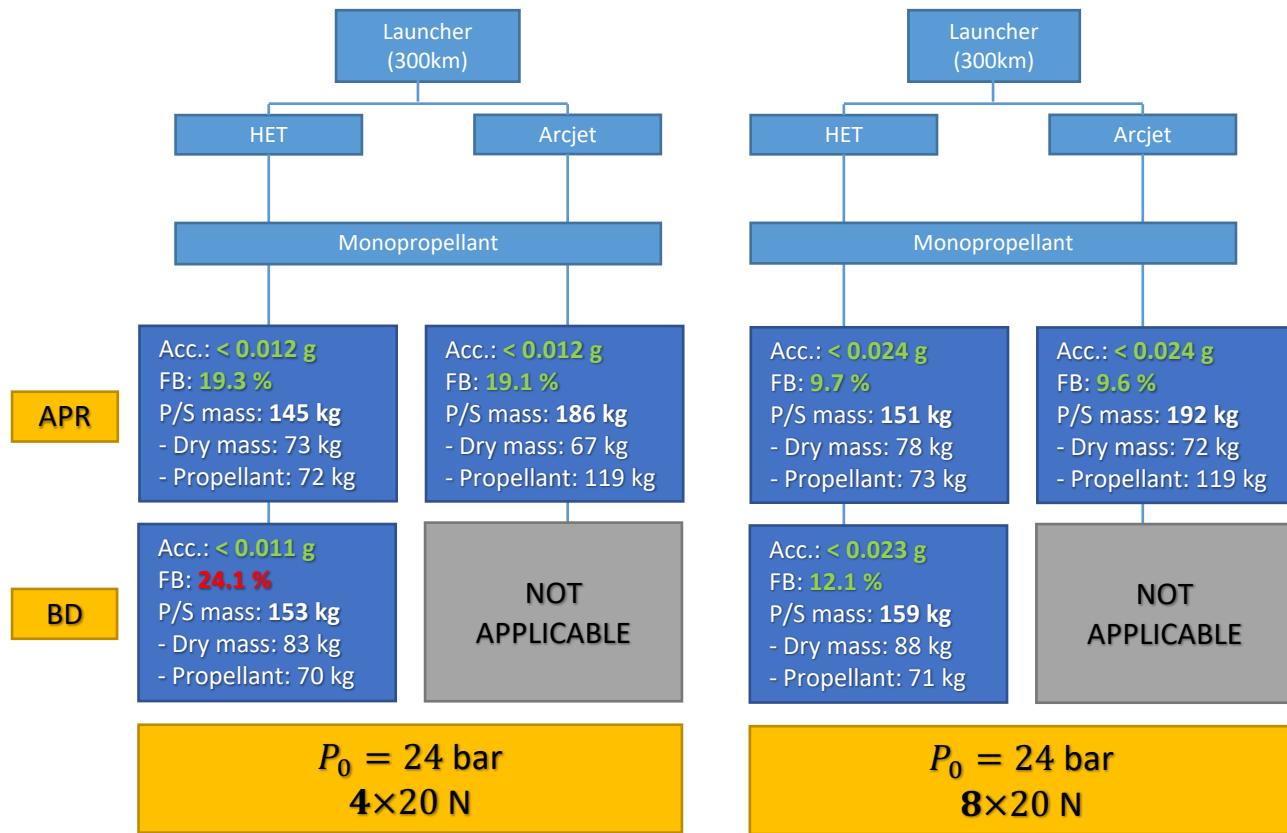 Launcher
(300km)
HET
Arcjet
Monopropellant
APR
Acc.: < 0.012 g
FB: 19.3 %
P/S mass: 145 kg
- Dry mass: 73 kg
- Propellant: 72 kg
Acc.: < 0.012 g
FB: 19.1 %
P/S mass: 186 kg
- Dry mass: 67 kg
- Propellant: 119 kg
BD
Acc.: < 0.011 g
FB: 24.1 %
P/S mass: 153 kg
- Dry mass: 83 kg
- Propellant: 70 kg
NOT
APPLICABLE
P₀ = 24 bar
4×20 N
Launcher
(300km)
HET
Arcjet
Monopropellant
Acc.: < 0.024 g
FB: 9.7 %
P/S mass: 151 kg
- Dry mass: 78 kg
- Propellant: 73 kg
Acc.: < 0.024 g
FB: 9.6 %
P/S mass: 192 kg
- Dry mass: 72 kg
- Propellant: 119 kg
Acc.: < 0.023 g
FB: 12.1 %
P/S mass: 159 kg
- Dry mass: 88 kg
- Propellant: 71 kg
NOT
APPLICABLE
P₀ = 24 bar
8×20 N